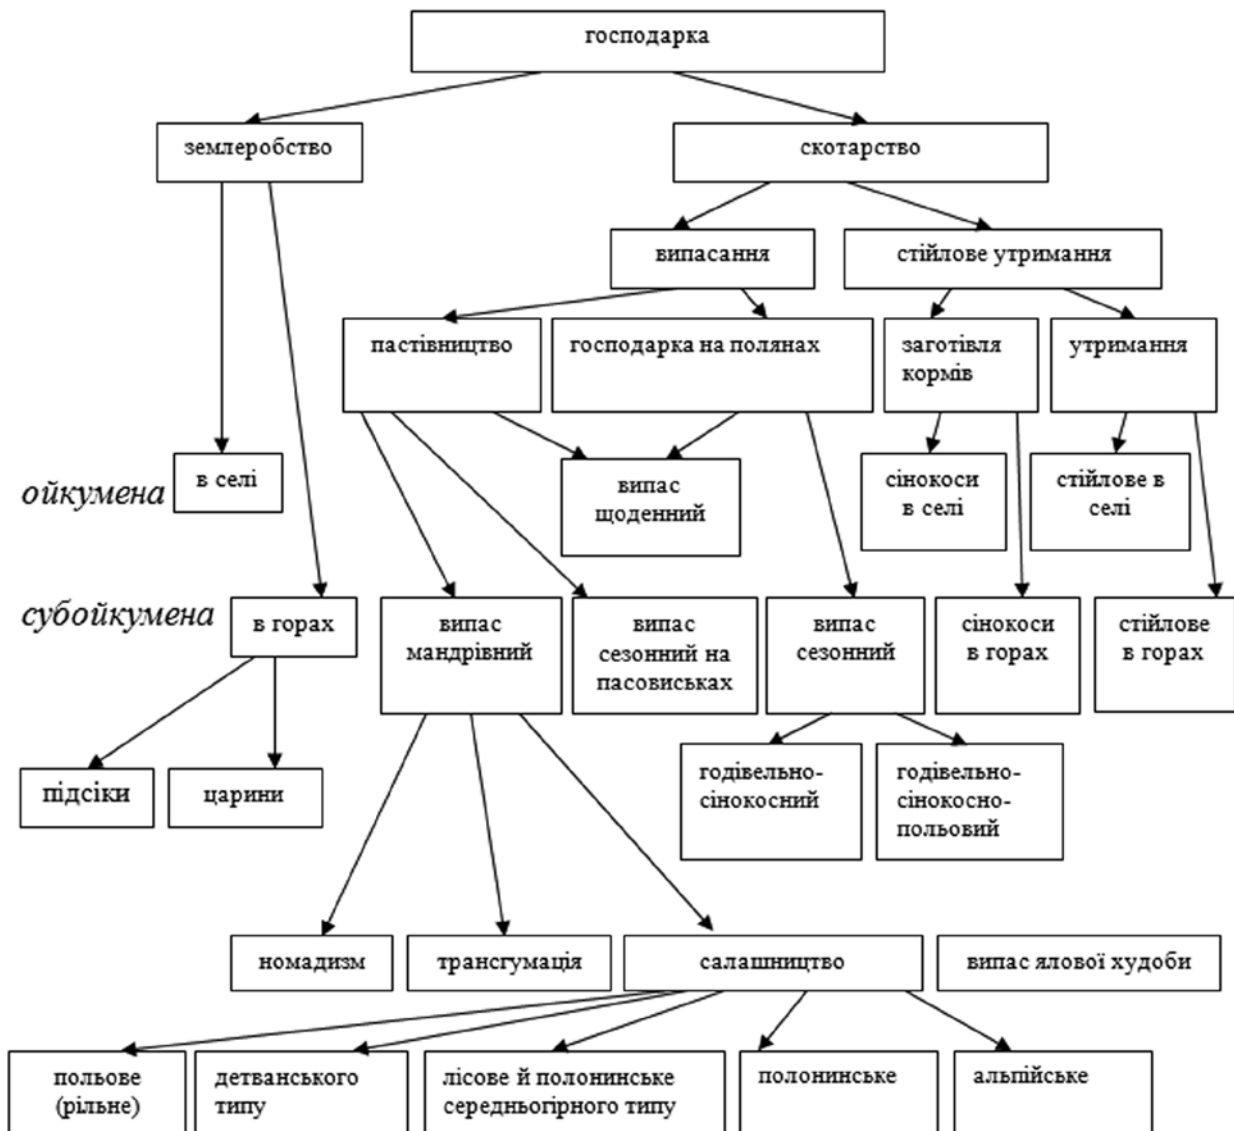 господарка
землеробство
скотарство
випасання
стійлове утримання
пастівництво
господарка на полянах
заготівля
кормів
утримання
ойкумена
в селі
випас
щоденний
сінокоси
в селі
стійлове в
селі
субойкумена
в горах
випас
мандрівний
випас
сезонний на
пасовиськах
випас
сезонний
сінокоси
в горах
стійлове
в горах
підсіки
царини
годівельно-
сінокосний
годівельно-
сінокосно-
польовий
номадизм
трансгумація
салашництво
випас ялової худоби
польове
(рільне)
детванського
типу
лісове й полонинське
середньогірного типу
полонинське
альпійське